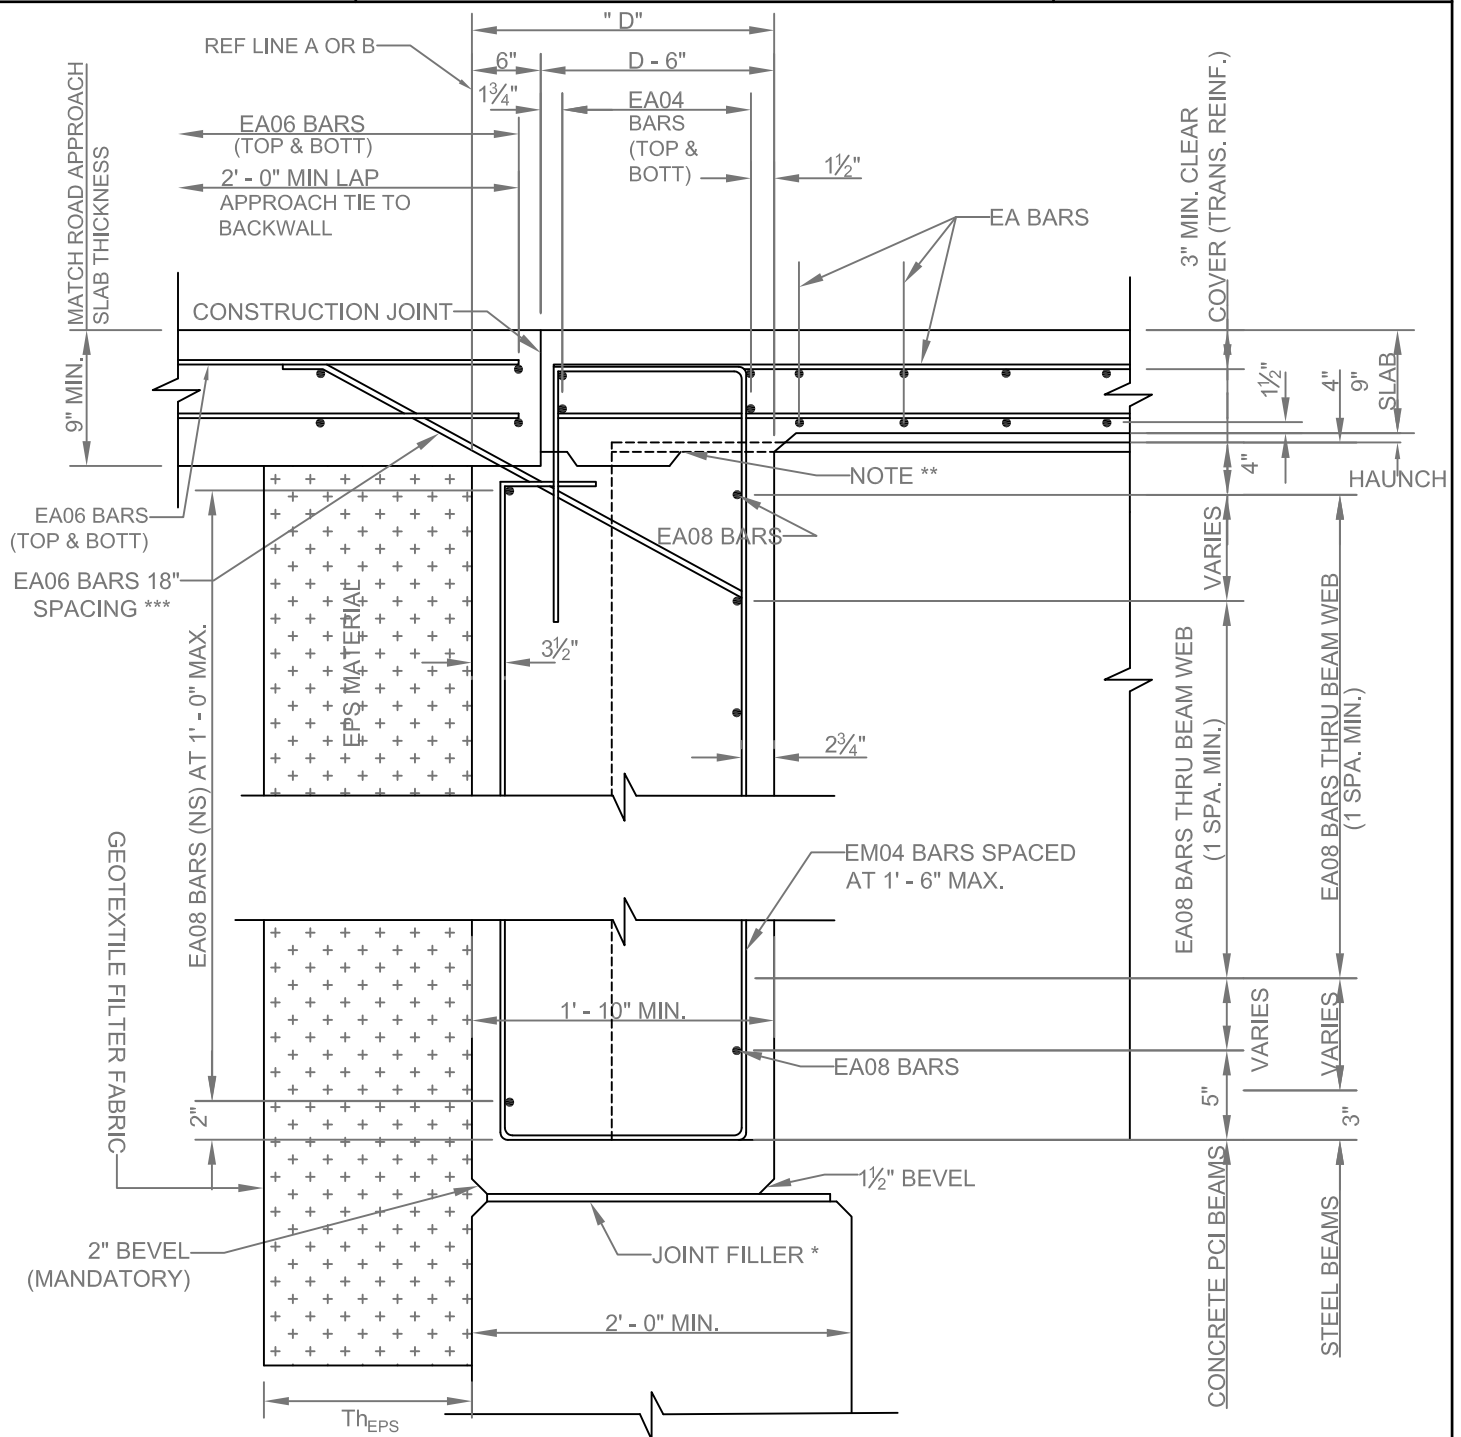 " D"
REF LINE A OR B
6"
D - 6"
1¾"
EA04
BARS
(TOP &
BOTT)
EA06 BARS
(TOP & BOTT)
2' - 0" MIN LAP
APPROACH TIE TO
BACKWALL
1½"
MATCH ROAD APPROACH
SLAB THICKNESS
3" MIN. CLEAR
COVER (TRANS. REINF.)
EA BARS
CONSTRUCTION JOINT
9" MIN.
1½"
4"
9"
SLAB
4"
HAUNCH
NOTE **
EA06 BARS
(TOP & BOTT)
EA08 BARS
EA06 BARS 18"
SPACING ***
VARIES
EPS MATERIAL
3½"
2¾"
EA08 BARS (NS) AT 1' - 0" MAX.
EA08 BARS THRU BEAM WEB
(1 SPA. MIN.)
EA08 BARS THRU BEAM WEB
(1 SPA. MIN.)
GEOTEXTILE FILTER FABRIC
EM04 BARS SPACED
AT 1' - 6" MAX.
1' - 10" MIN.
EA08 BARS
VARIES
VARIES
2"
5"
3"
1½" BEVEL
2" BEVEL
(MANDATORY)
JOINT FILLER *
2' - 0" MIN.
CONCRETE PCI BEAMS
STEEL BEAMS
ThEPS